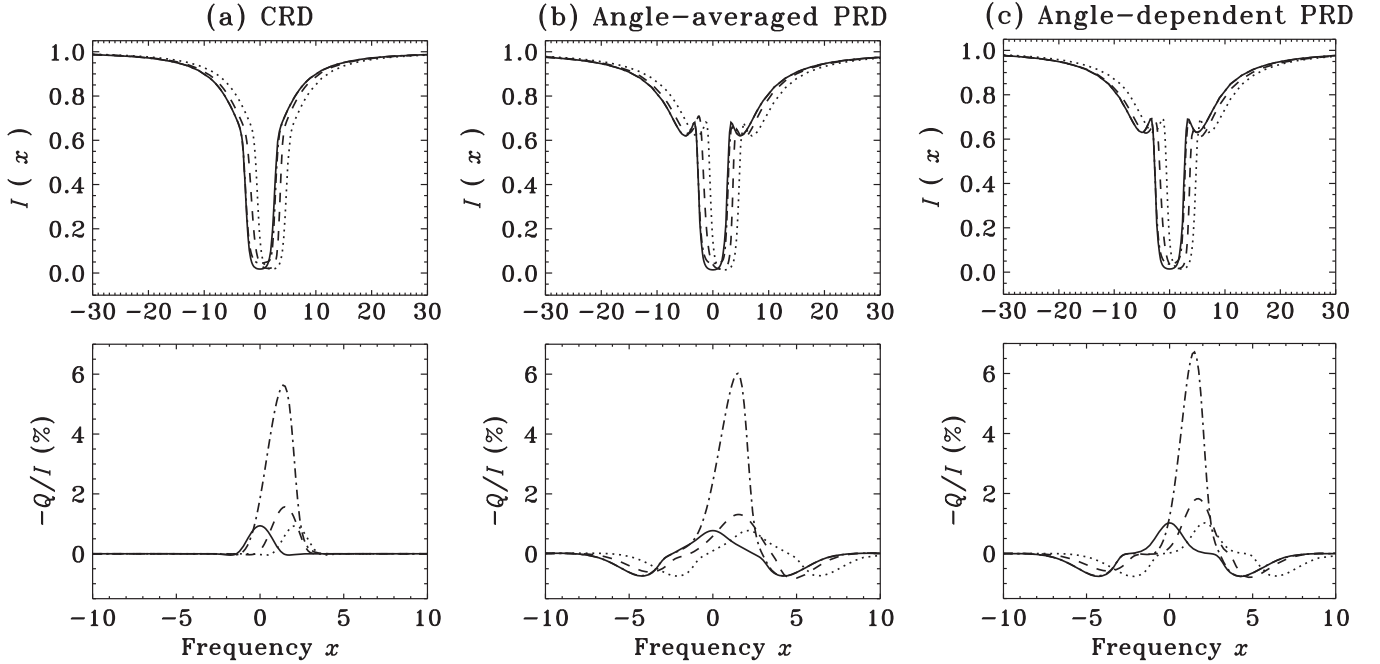 (a) CRD
(b) Angle-averaged PRD
(c) Angle-dependent PRD
I ( x )
1.0
0.8
0.6
0.4
0.2
0.0
-30 -20 -10 0 10 20 30
I ( x )
1.0
0.8
0.6
0.4
0.2
0.0
-30 -20 -10 0 10 20 30
I ( x )
1.0
0.8
0.6
0.4
0.2
0.0
-30 -20 -10 0 10 20 30
-Q/I (%)
6
4
2
0
-10 -5 0 5 10
Frequency x
-Q/I (%)
6
4
2
0
-10 -5 0 5 10
Frequency x
-Q/I (%)
6
4
2
0
-10 -5 0 5 10
Frequency x